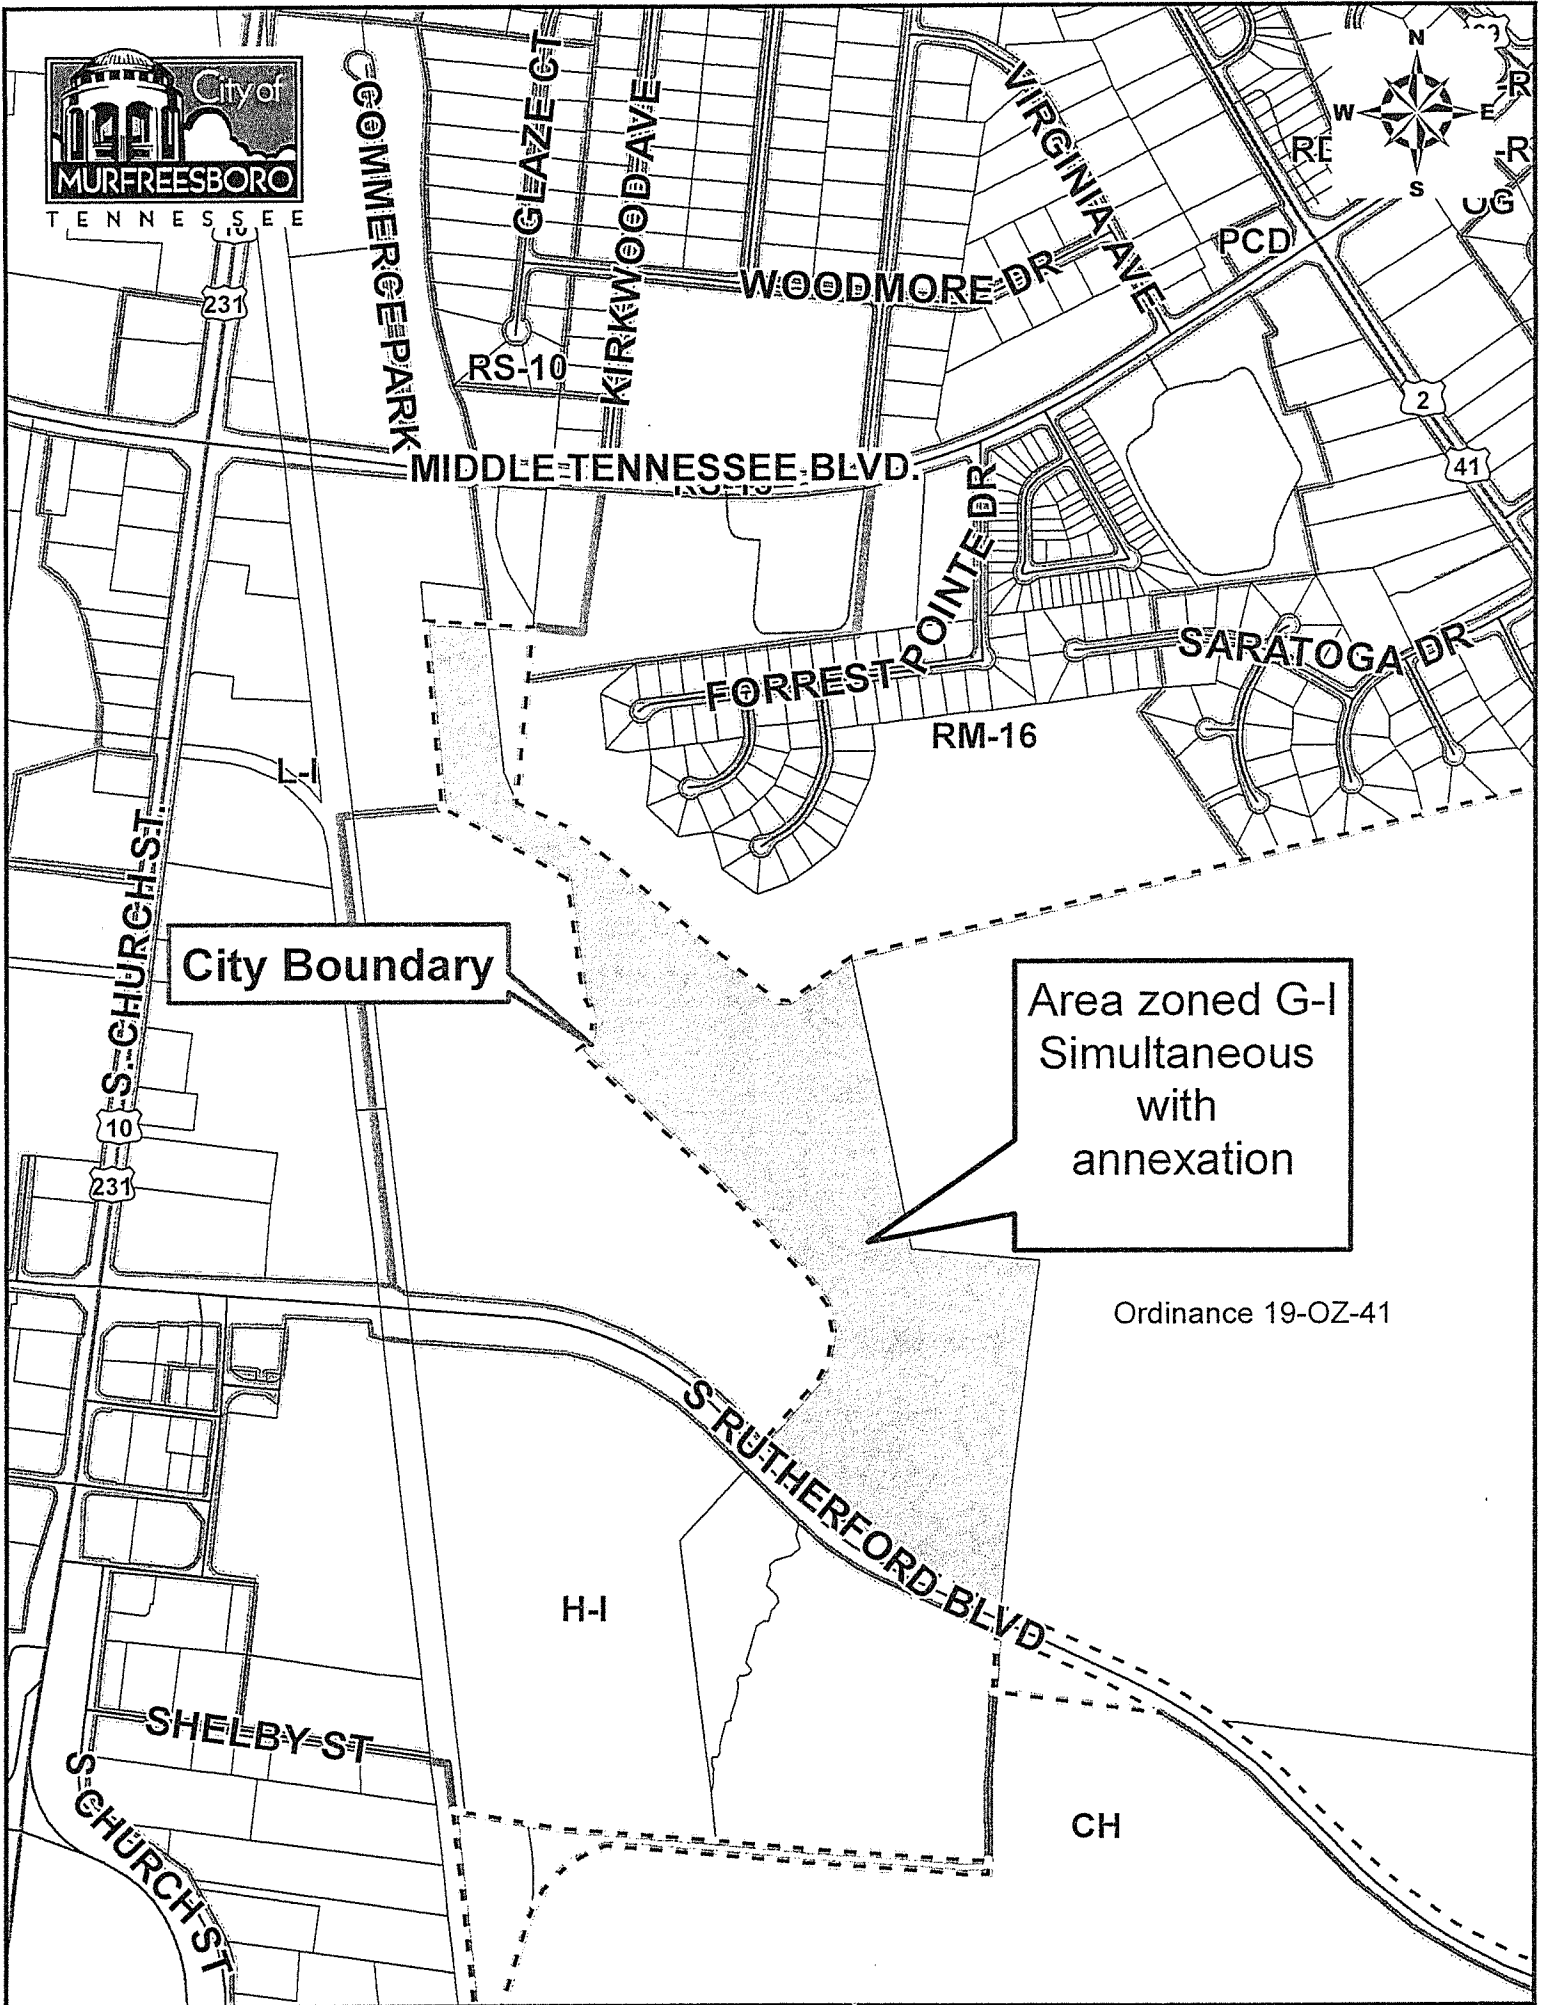 City of
MURFREESBORO
TENNESSEE
N
W
E
S
COMMERCE PARK
GLAZE CT
KIRKWOOD AVE
VIRGINIA AVE
WOODMORE DR
PCD
OG
231
RS-10
2
41
MIDDLE TENNESSEE BLVD.
FORREST POINTE DR
SARATOGA DR
RM-16
L-I
S. CHURCH ST.
City Boundary
Area zoned G-I
Simultaneous
with
annexation
10
231
Ordinance 19-OZ-41
S RUTHERFORD BLVD
H-I
SHELBY ST
S CHURCH ST
CH